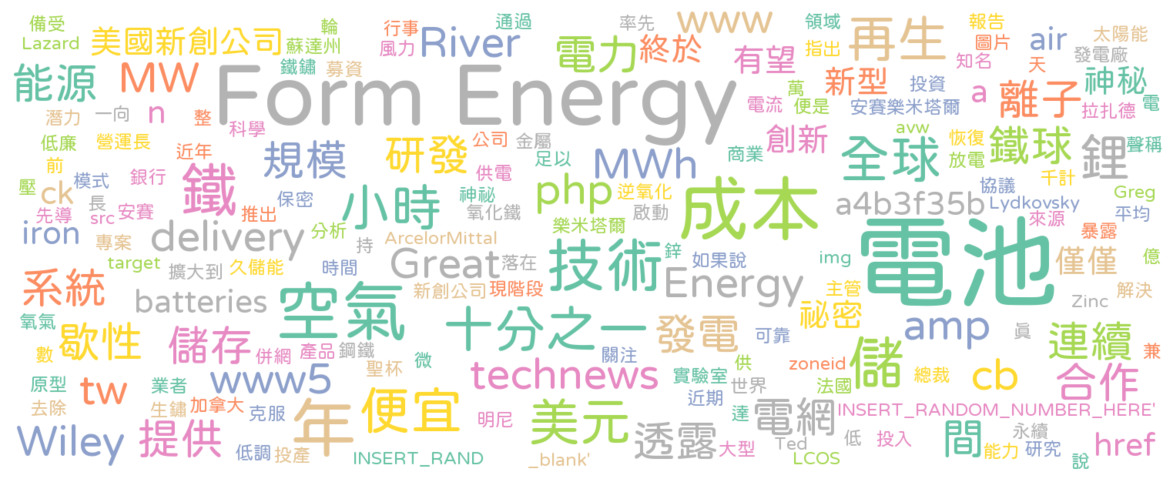 備受 輪 行事 通過 率先 www 領域 報告 太陽能
Lazard 美國新創公司 蘇達州 風力 River 電力 終於 有望 指出 再生 圖片 air 發電廠
能源 MW 鐵鏽 募資 Form Energy 萬 新型 投資 知名 天 神秘
潛力 一向 n 整 電流 便是 安賽樂米塔爾 a 離子 拉扎德 電
低廉 營運長 科學 公司 金屬 創新 avw 恢復 聲稱
前 近年 規模 研發 供電 足以 MWh 商業 全球 放電 鐵球 鋰
壓 ck 模式 銀行 鐵 保密 小時 神祕 php 逆氧化 成本 協議 千計 Greg
長 先導 src 安賽 推出 氧化鐵 樂米塔爾 啟動 a4b3f35b Lydkovsky 平均
iron 專案 delivery 分析 持 ArcelorMittal 技術 鋅 如果說 電池 來源 暴露
target 擴大到 久儲能 時間 Great 落在 img 僅僅 億
系統 batteries 空氣 新創公司 現階段 Energy 主管 Zinc 解決
氧氣 十分之一 發電 祕密 amp 眞
數 歇性 儲存 併網 產品 鋼鐵 微 關注 可靠 連續 兼
原型 tw 業者 www5 聖杯 technews 實驗室 供 zoneid 儲 總裁 cb 合作
去除 生鏽 加拿大 克服 年 便宜 明尼 美元 近期 世界 達 法國 電網 INSERT_RANDOM_NUMBER_HERE'
Wiley 提供 低調 投產 INSERT_RAND _blank' 透露 大型 Ted 低 投入 間 永續 能力 研究 href
LCOS 說